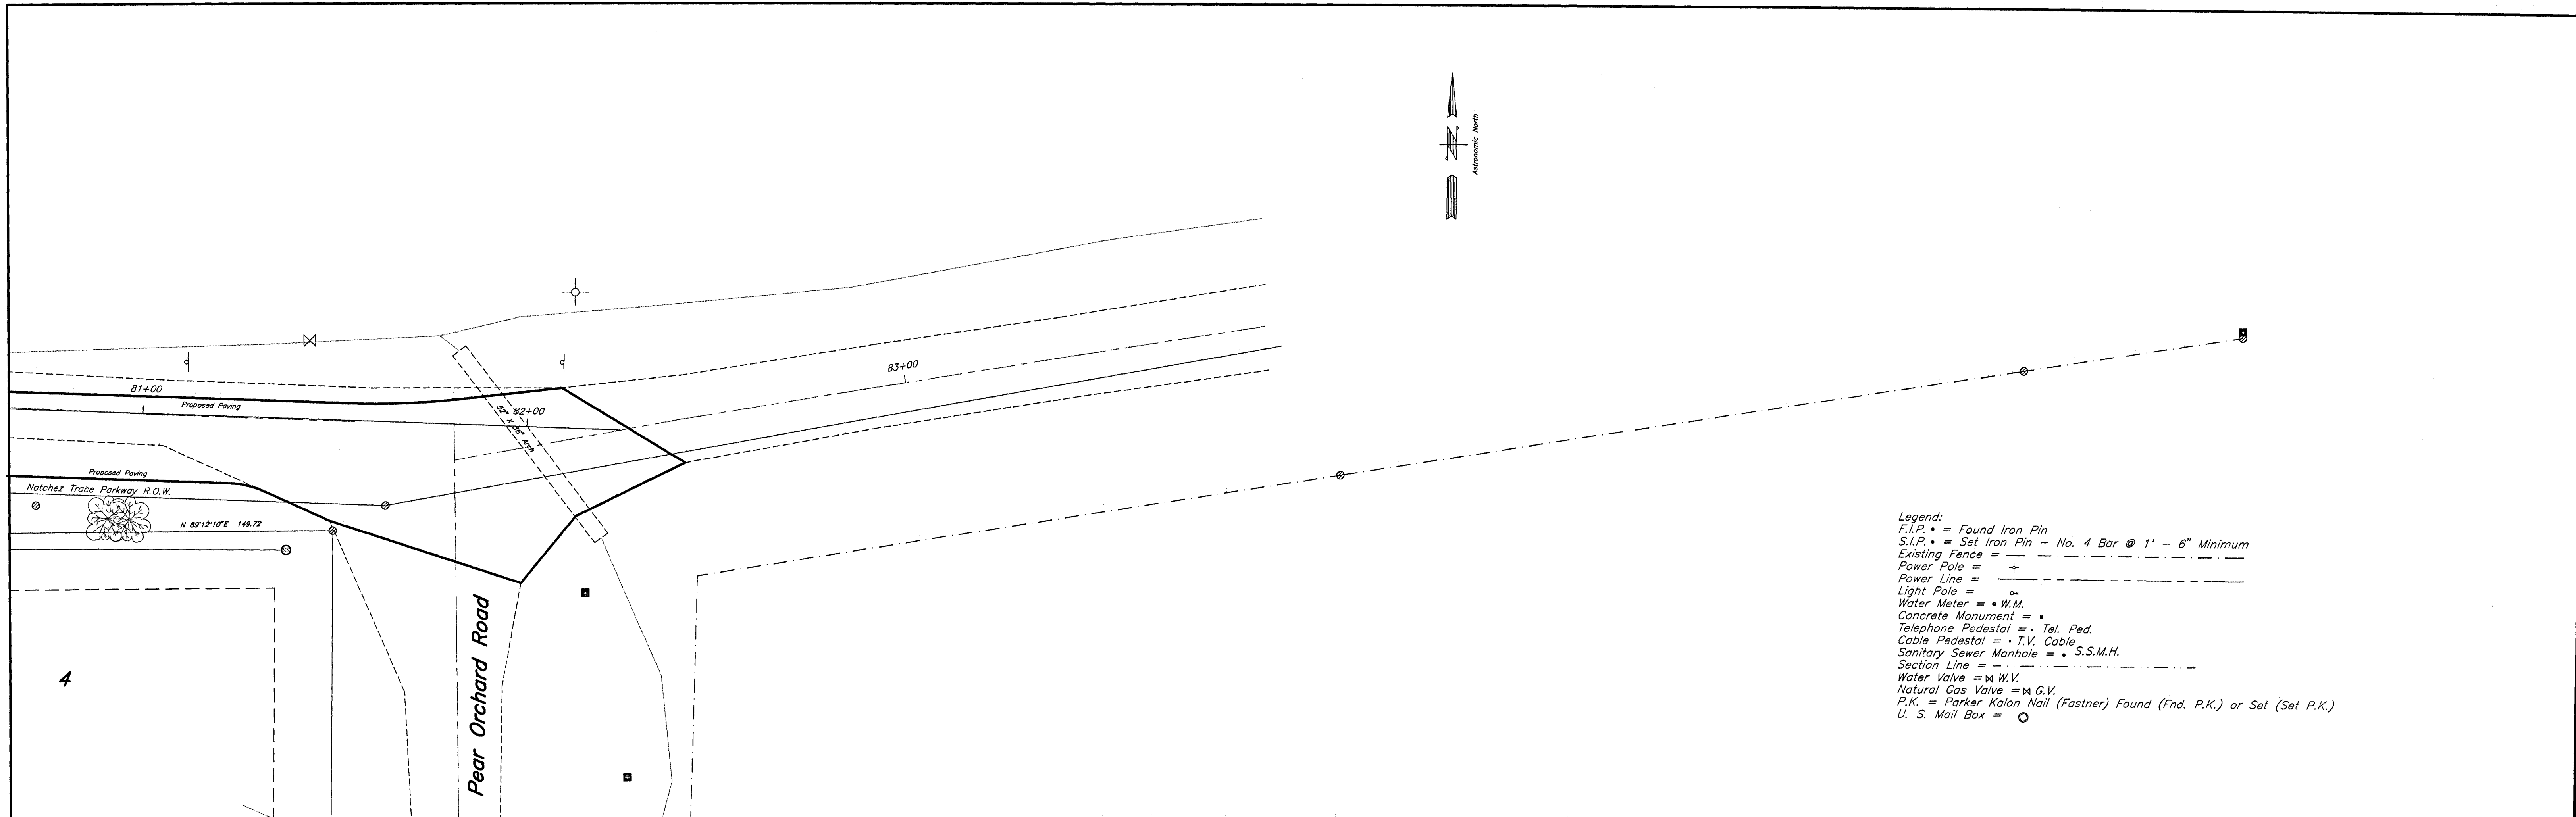 Astronomic North
N
83+00
81+00
Proposed Paving
82+00
Proposed Paving
Natchez Trace Parkway R.O.W.
N 89°12'10"E 149.72
Pear Orchard Road
4
Legend:
F.I.P. • = Found Iron Pin
S.I.P. • = Set Iron Pin – No. 4 Bar @ 1' – 6" Minimum
Existing Fence =
Power Pole =
Power Line =
Light Pole =
Water Meter = • W.M.
Concrete Monument = ▪
Telephone Pedestal = • Tel. Ped.
Cable Pedestal = • T.V. Cable
Sanitary Sewer Manhole = • S.S.M.H.
Section Line =
Water Valve = ⋈ W.V.
Natural Gas Valve = ⋈ G.V.
P.K. = Parker Kalon Nail (Fastner) Found (Fnd. P.K.) or Set (Set P.K.)
U. S. Mail Box =